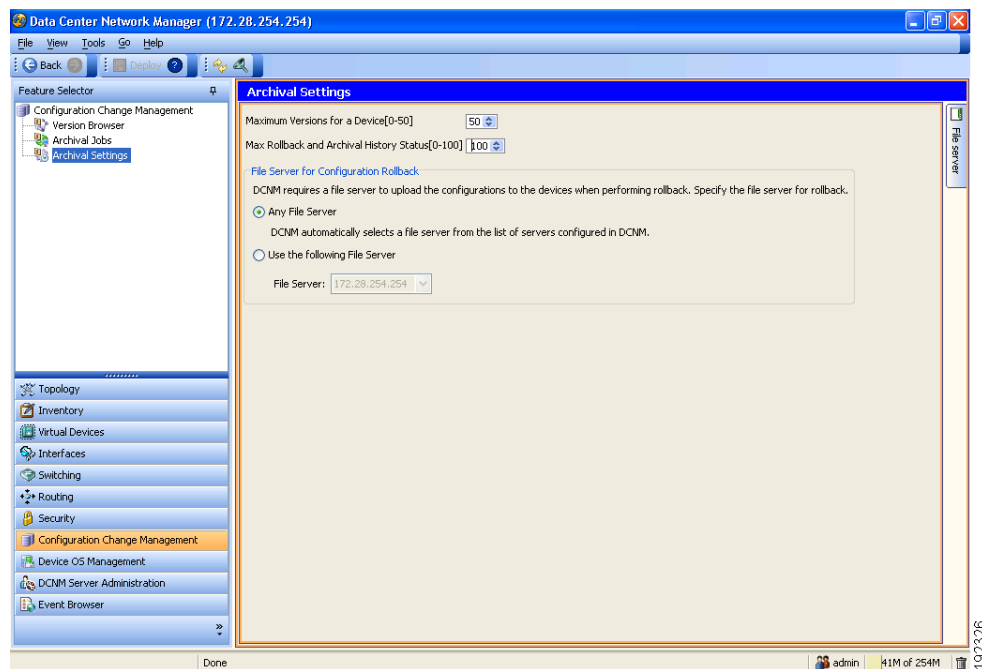 Data Center Network Manager (172.28.254.254)
File View Tools Go Help
Back Deploy
Feature Selector
Configuration Change Management
Version Browser
Archival Jobs
Archival Settings
Topology
Inventory
Virtual Devices
Interfaces
Switching
Routing
Security
Configuration Change Management
Device OS Management
DCNM Server Administration
Event Browser
Archival Settings
Maximum Versions for a Device[0-50] 50
Max Rollback and Archival History Status[0-100] 100
File Server for Configuration Rollback
DCNM requires a file server to upload the configurations to the devices when performing rollback. Specify the file server for rollback.
Any File Server
DCNM automatically selects a file server from the list of servers configured in DCNM.
Use the following File Server
File Server: 172.28.254.254
File server
Done
admin 41M of 254M
192326